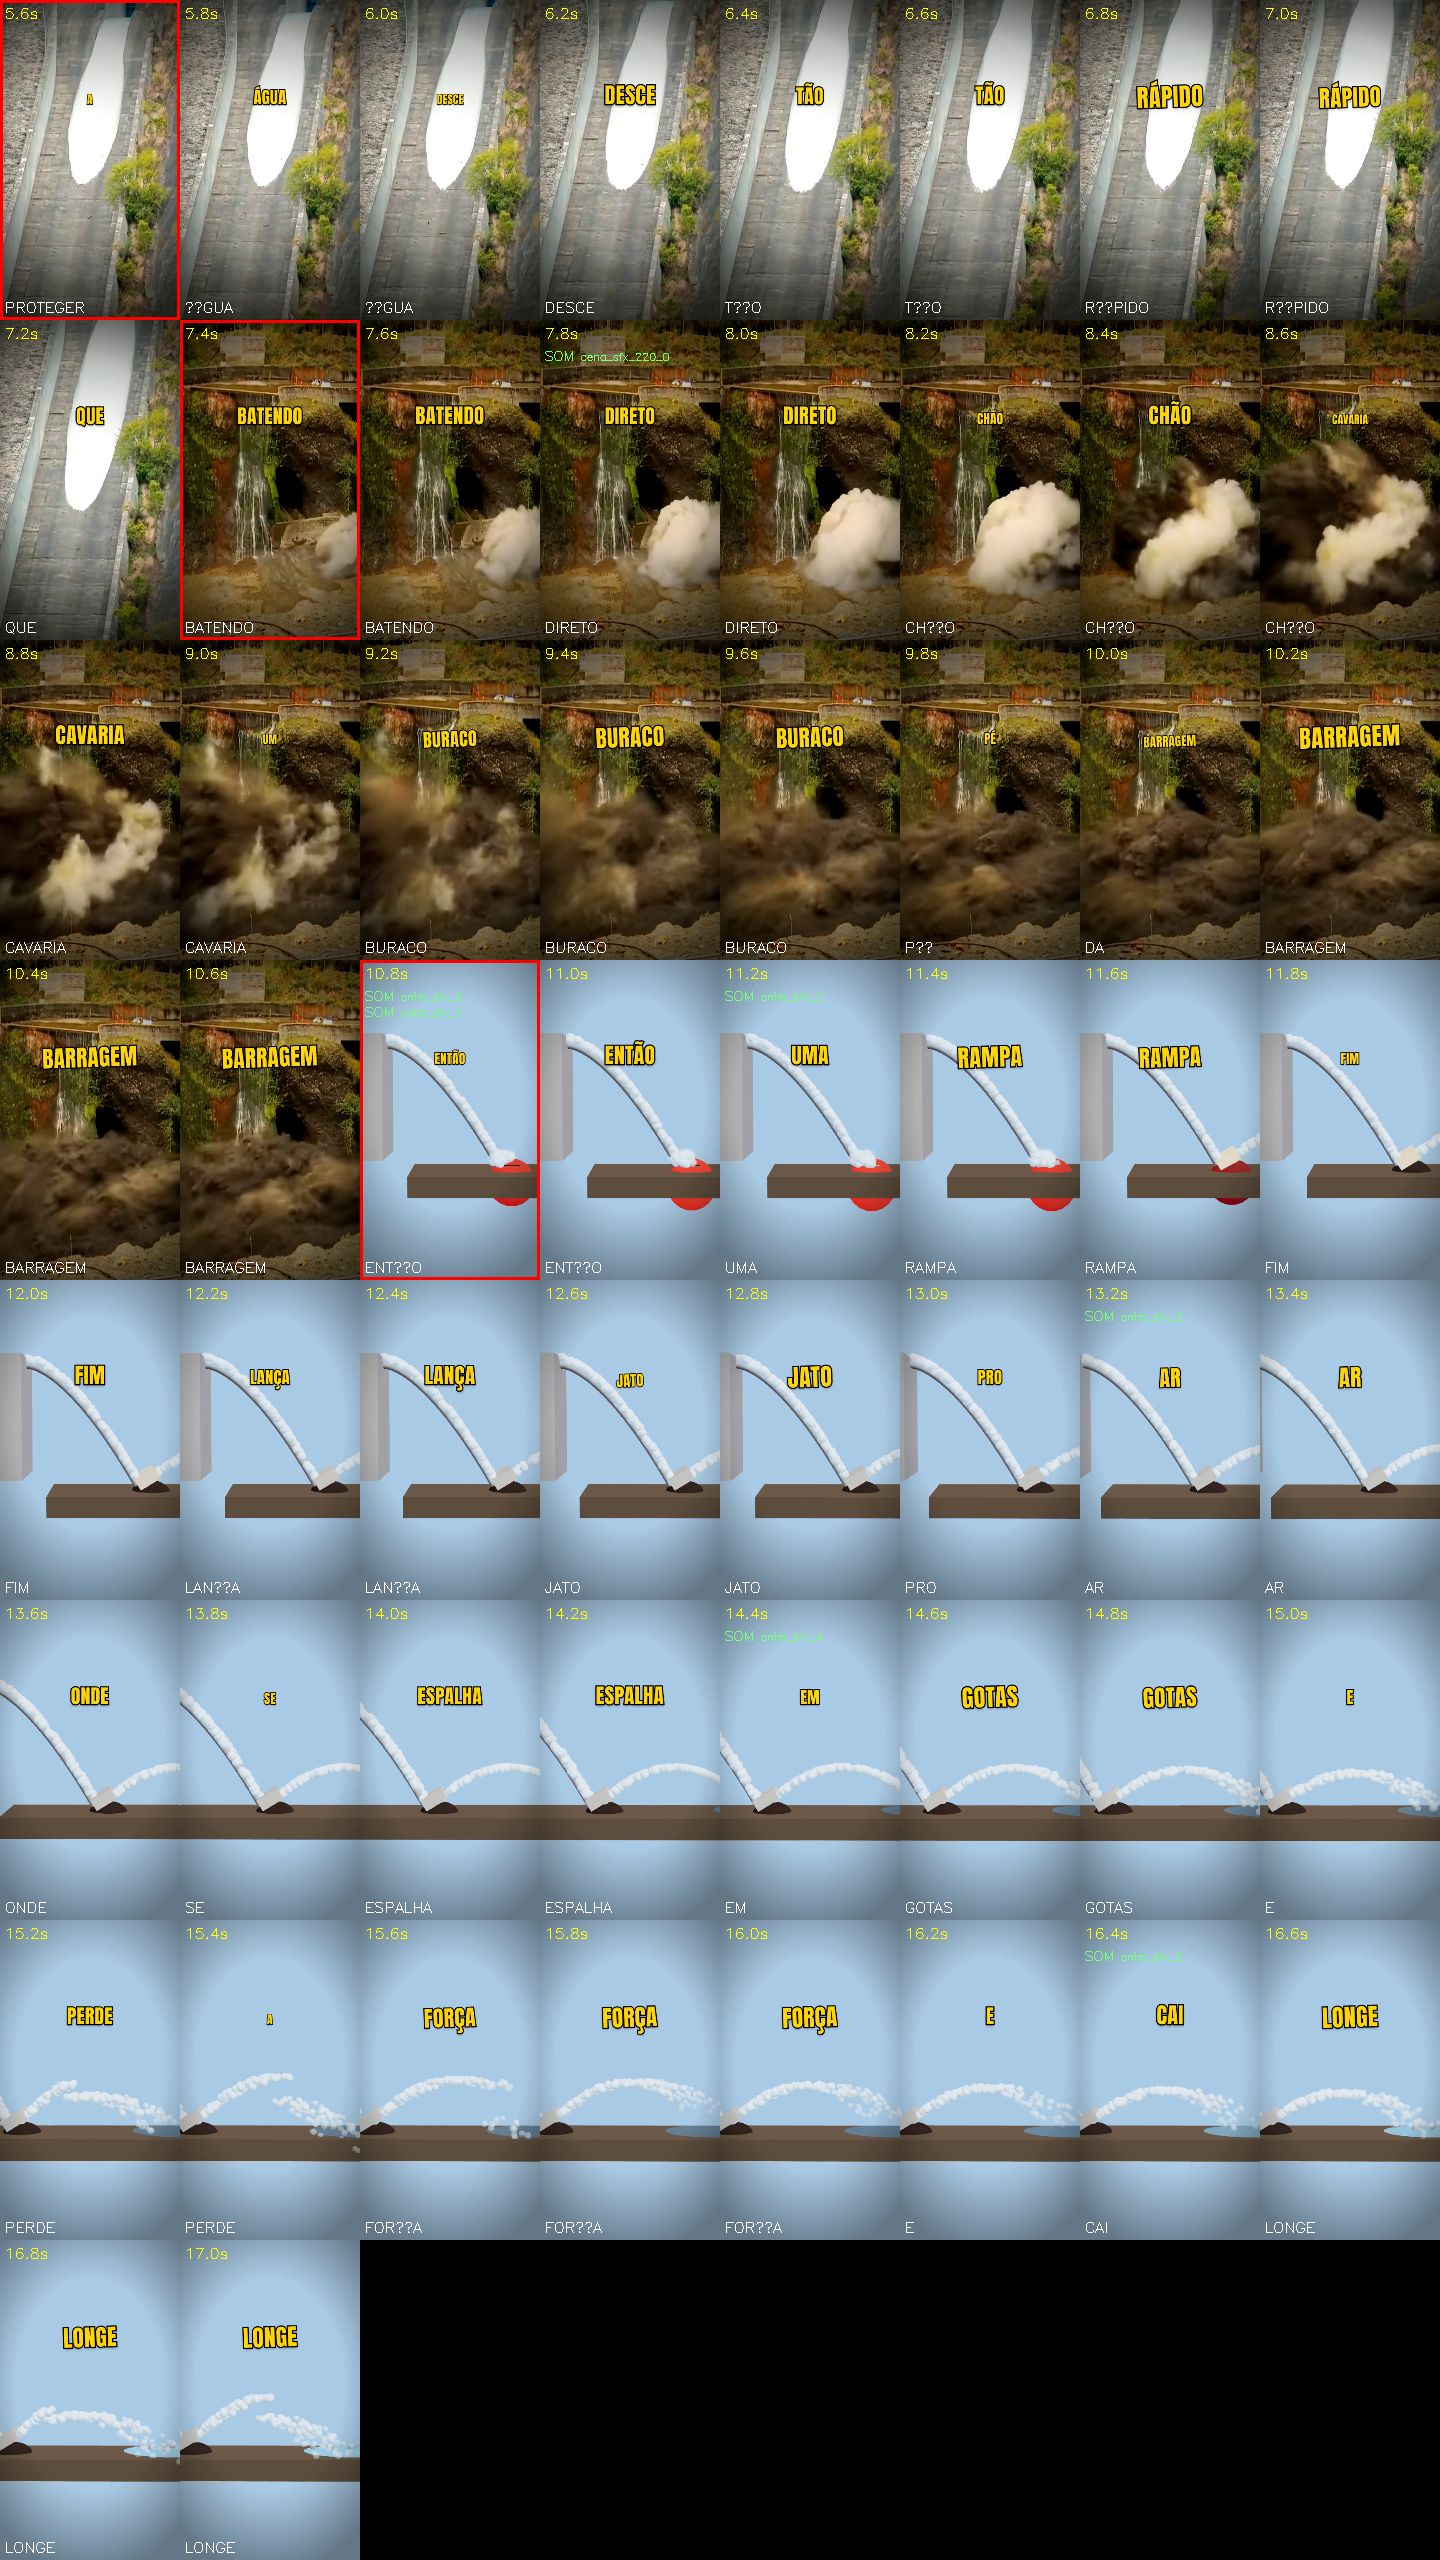 5.6s 5.8s 6.0s 6.2s 6.4s 6.6s 6.8s 7.0s
A ÁGUA DESCE DESCE TÃO TÃO RÁPIDO RÁPIDO
PROTEGER ??GUA ??GUA DESCE T??O T??O R??PIDO R??PIDO
7.2s 7.4s 7.6s 7.8s 8.0s 8.2s 8.4s 8.6s
SOM cena_sfx_220_0
QUE BATENDO BATENDO DIRETO DIRETO CHÃO CHÃO CAVARIA
QUE BATENDO BATENDO DIRETO DIRETO CH??O CH??O CH??O
8.8s 9.0s 9.2s 9.4s 9.6s 9.8s 10.0s 10.2s
CAVARIA UM BURACO BURACO BURACO PÉ BARRAGEM BARRAGEM
CAVARIA CAVARIA BURACO BURACO BURACO P?? DA BARRAGEM
10.4s 10.6s 10.8s 11.0s 11.2s 11.4s 11.6s 11.8s
SOM SOM
SOM
BARRAGEM BARRAGEM ENTÃO ENTÃO UMA RAMPA RAMPA FIM
BARRAGEM BARRAGEM ENT??O ENT??O UMA RAMPA RAMPA FIM
12.0s 12.2s 12.4s 12.6s 12.8s 13.0s 13.2s 13.4s
SOM
FIM LANÇA LANÇA JATO JATO PRO AR AR
FIM LAN??A LAN??A JATO JATO PRO AR AR
13.6s 13.8s 14.0s 14.2s 14.4s 14.6s 14.8s 15.0s
SOM
ONDE SE ESPALHA ESPALHA EM GOTAS GOTAS E
ONDE SE ESPALHA ESPALHA EM GOTAS GOTAS E
15.2s 15.4s 15.6s 15.8s 16.0s 16.2s 16.4s 16.6s
SOM
PERDE A FORÇA FORÇA FORÇA E CAI LONGE
PERDE PERDE FOR??A FOR??A FOR??A E CAI LONGE
16.8s 17.0s
LONGE LONGE
LONGE LONGE